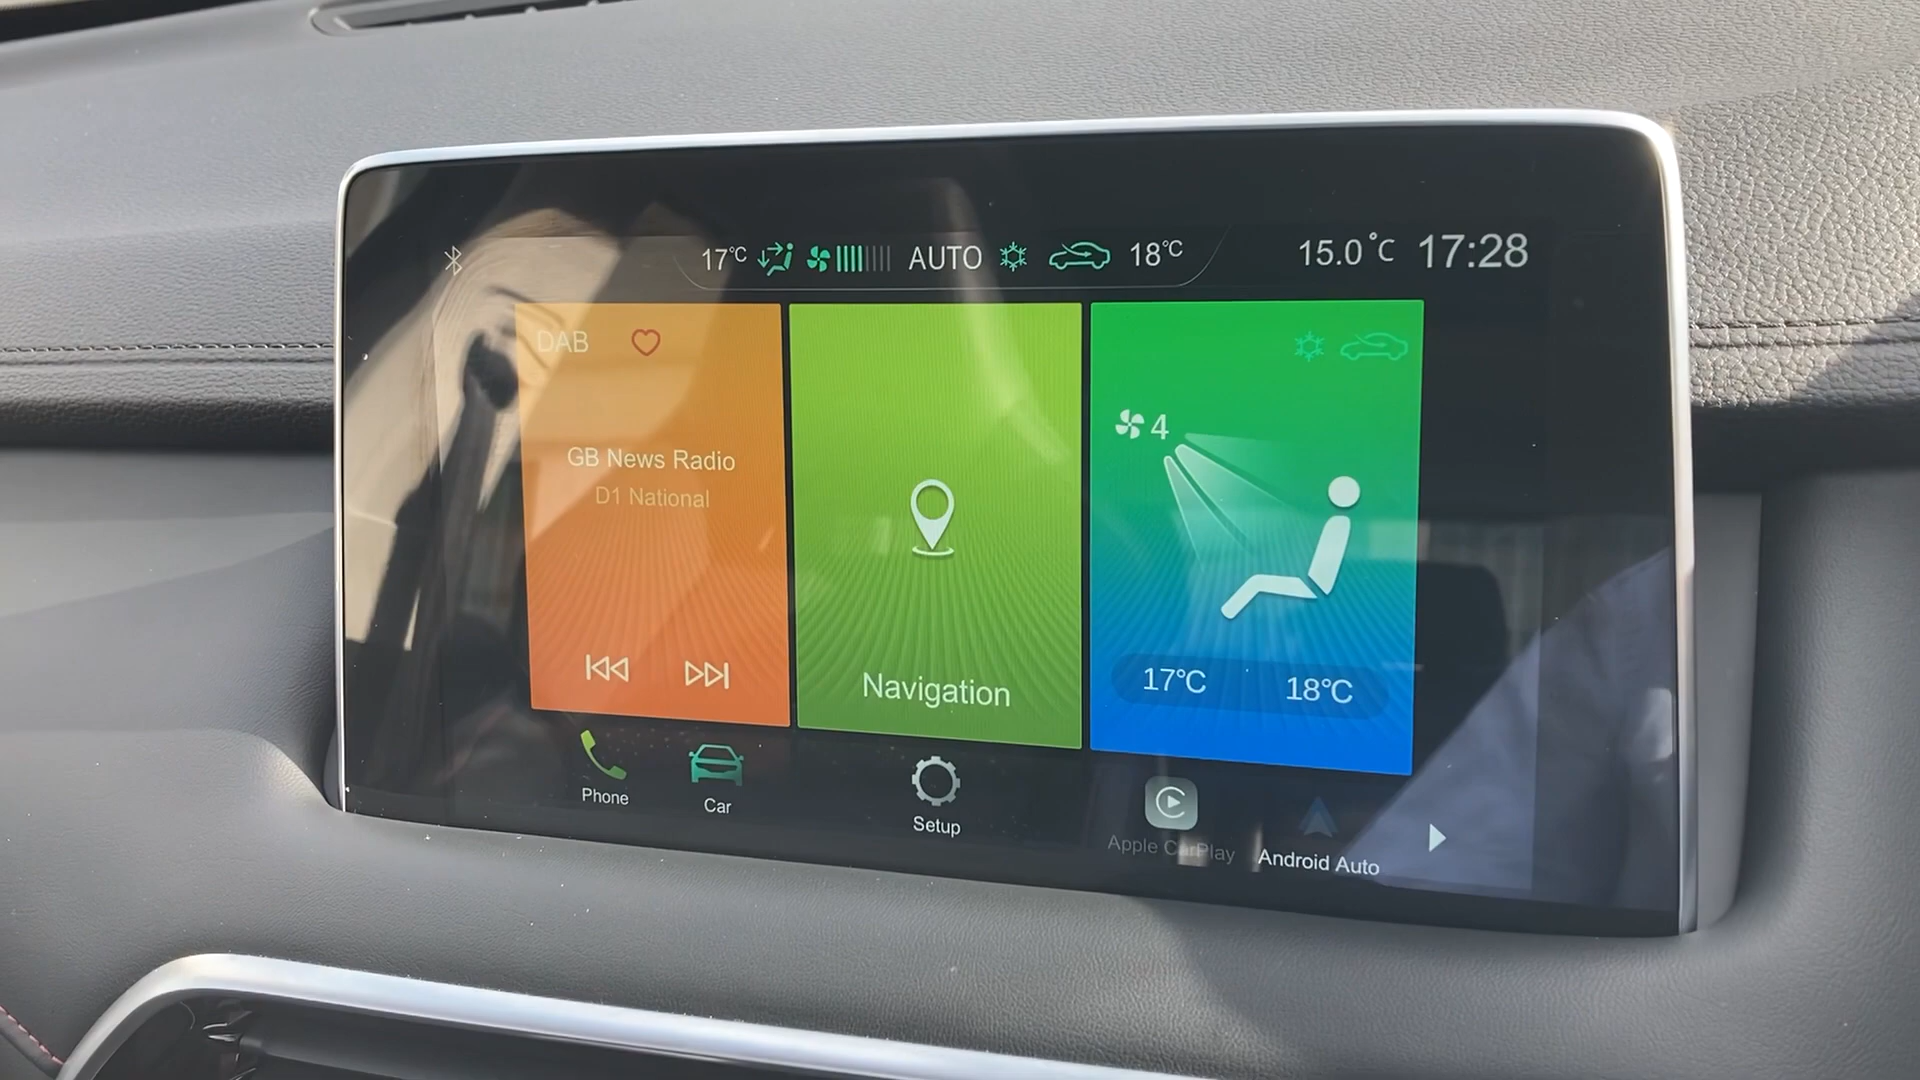 17°C AUTO 18°C 15.0°C 17:28
DAB
GB News Radio
D1 National
Navigation
4
17°C 18°C
Phone
Car
Setup
Apple CarPlay
Android Auto